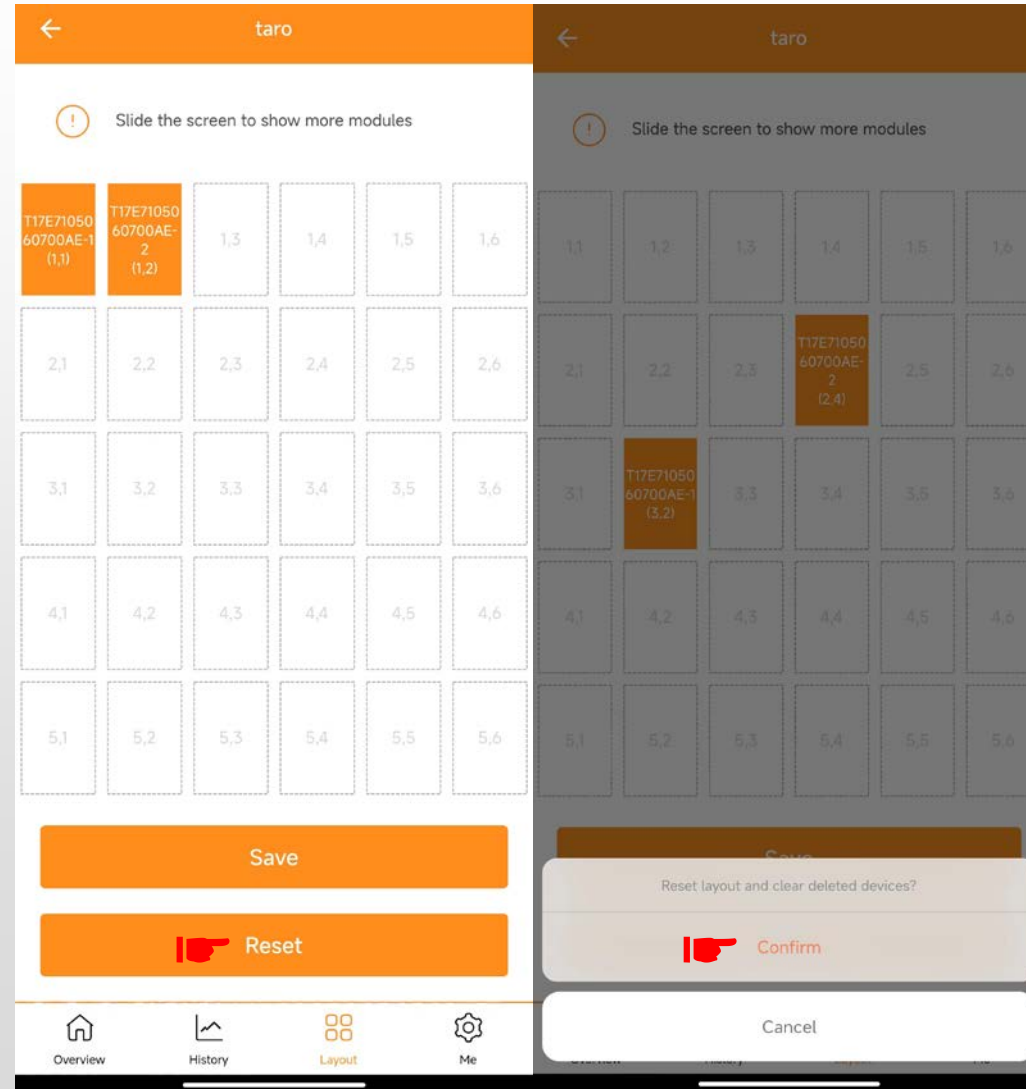 taro
Slide the screen to show more modules
T17E71050
60700AE-1
(1,1)
T17E71050
60700AE-
2
(1,2)
1,3
1,4
1,5
1,6
2,1
2,2
2,3
2,4
2,5
2,6
3,1
3,2
3,3
3,4
3,5
3,6
4,1
4,2
4,3
4,4
4,5
4,6
5,1
5,2
5,3
5,4
5,5
5,6
Save
Reset
Overview
History
Layout
Me
taro
Slide the screen to show more modules
1,1
1,2
1,3
1,4
1,5
1,6
2,1
2,2
2,3
T17E71050
60700AE-
2
(2,4)
2,5
2,6
3,1
T17E71050
60700AE-1
(3,2)
3,3
3,4
3,5
3,6
4,1
4,2
4,3
4,4
4,5
4,6
5,1
5,2
5,3
5,4
5,5
5,6
Save
Reset layout and clear deleted devices?
Confirm
Cancel